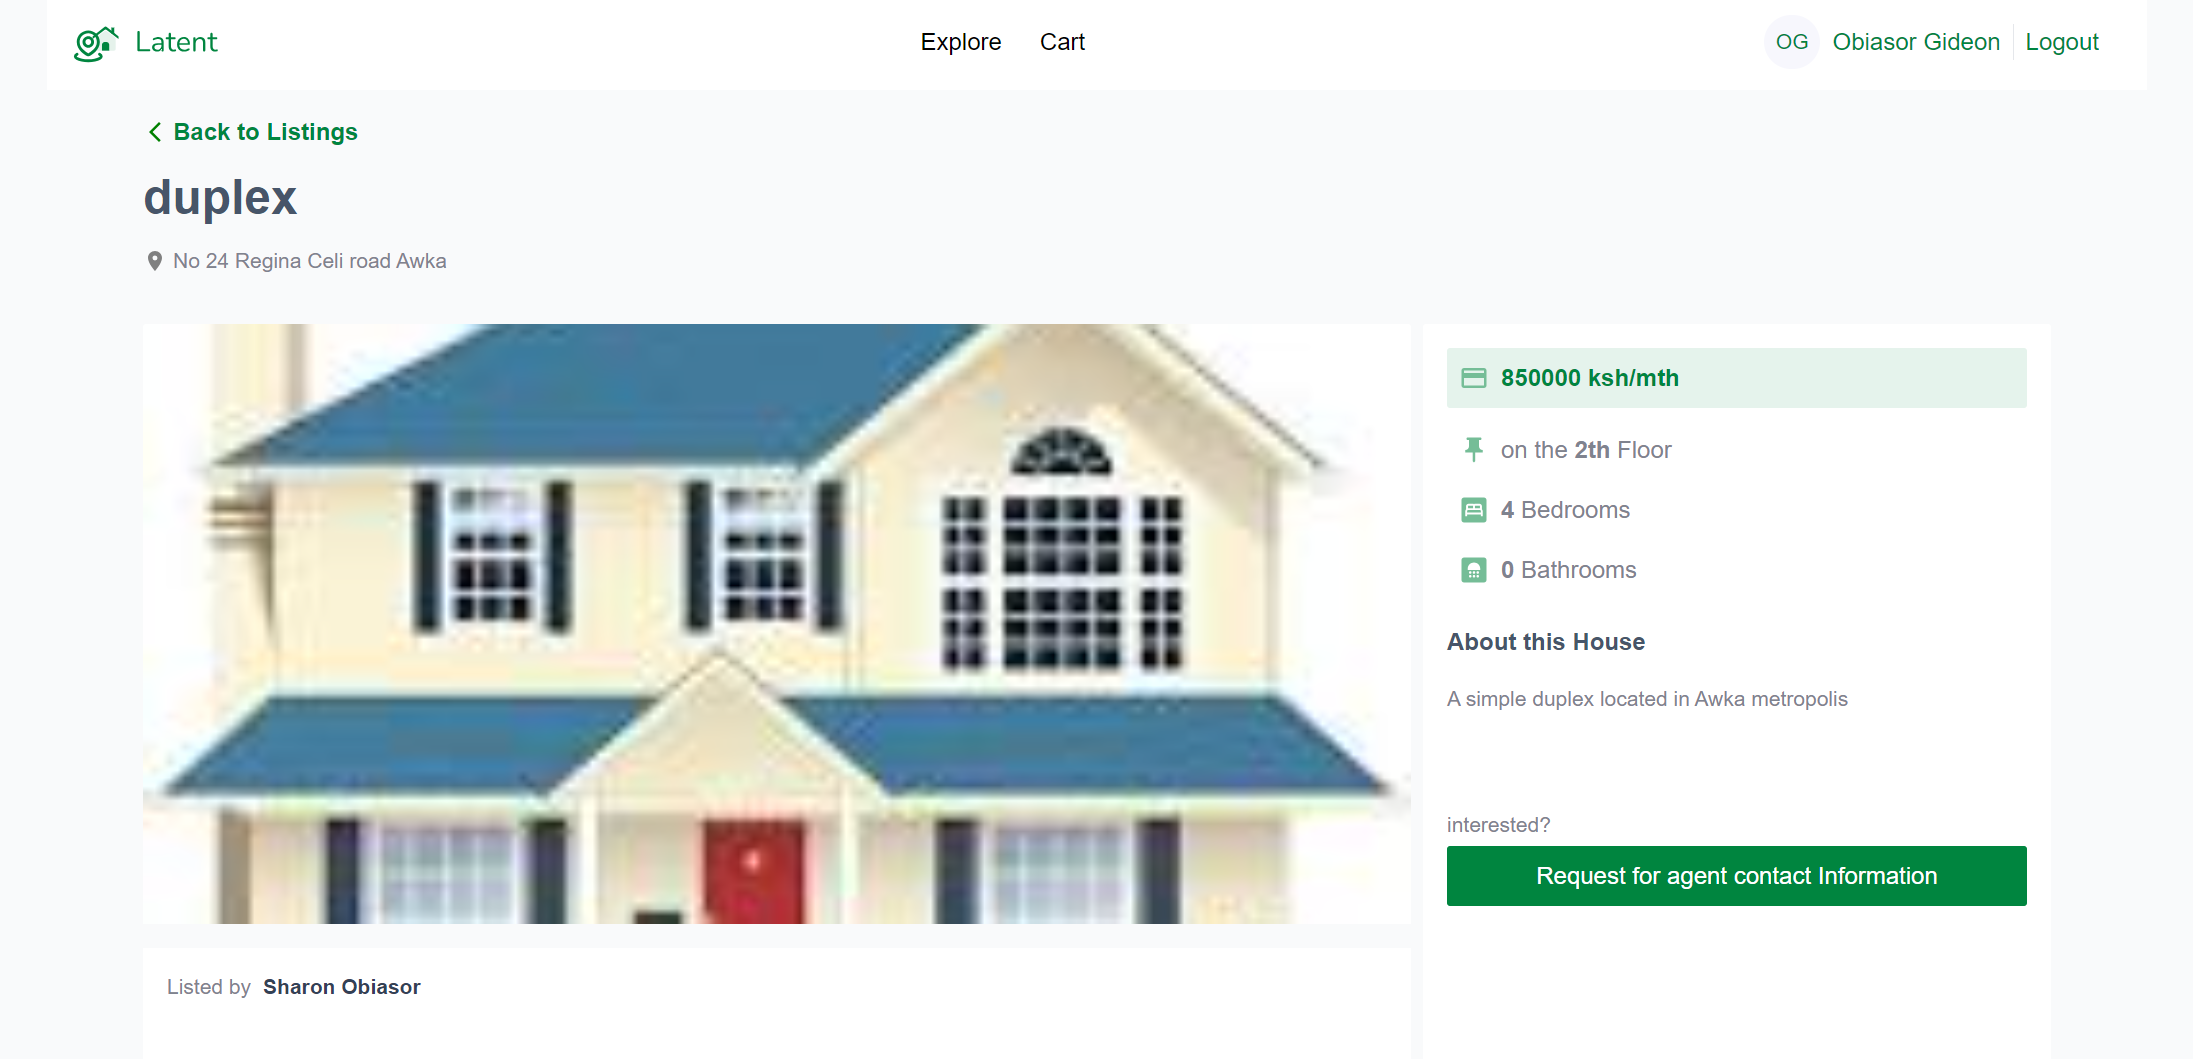 Latent
Explore
Cart
OG
Obiasor Gideon
Logout
Back to Listings
duplex
No 24 Regina Celi road Awka
850000 ksh/mth
on the 2th Floor
4 Bedrooms
0 Bathrooms
About this House
A simple duplex located in Awka metropolis
interested?
Request for agent contact Information
Listed by Sharon Obiasor